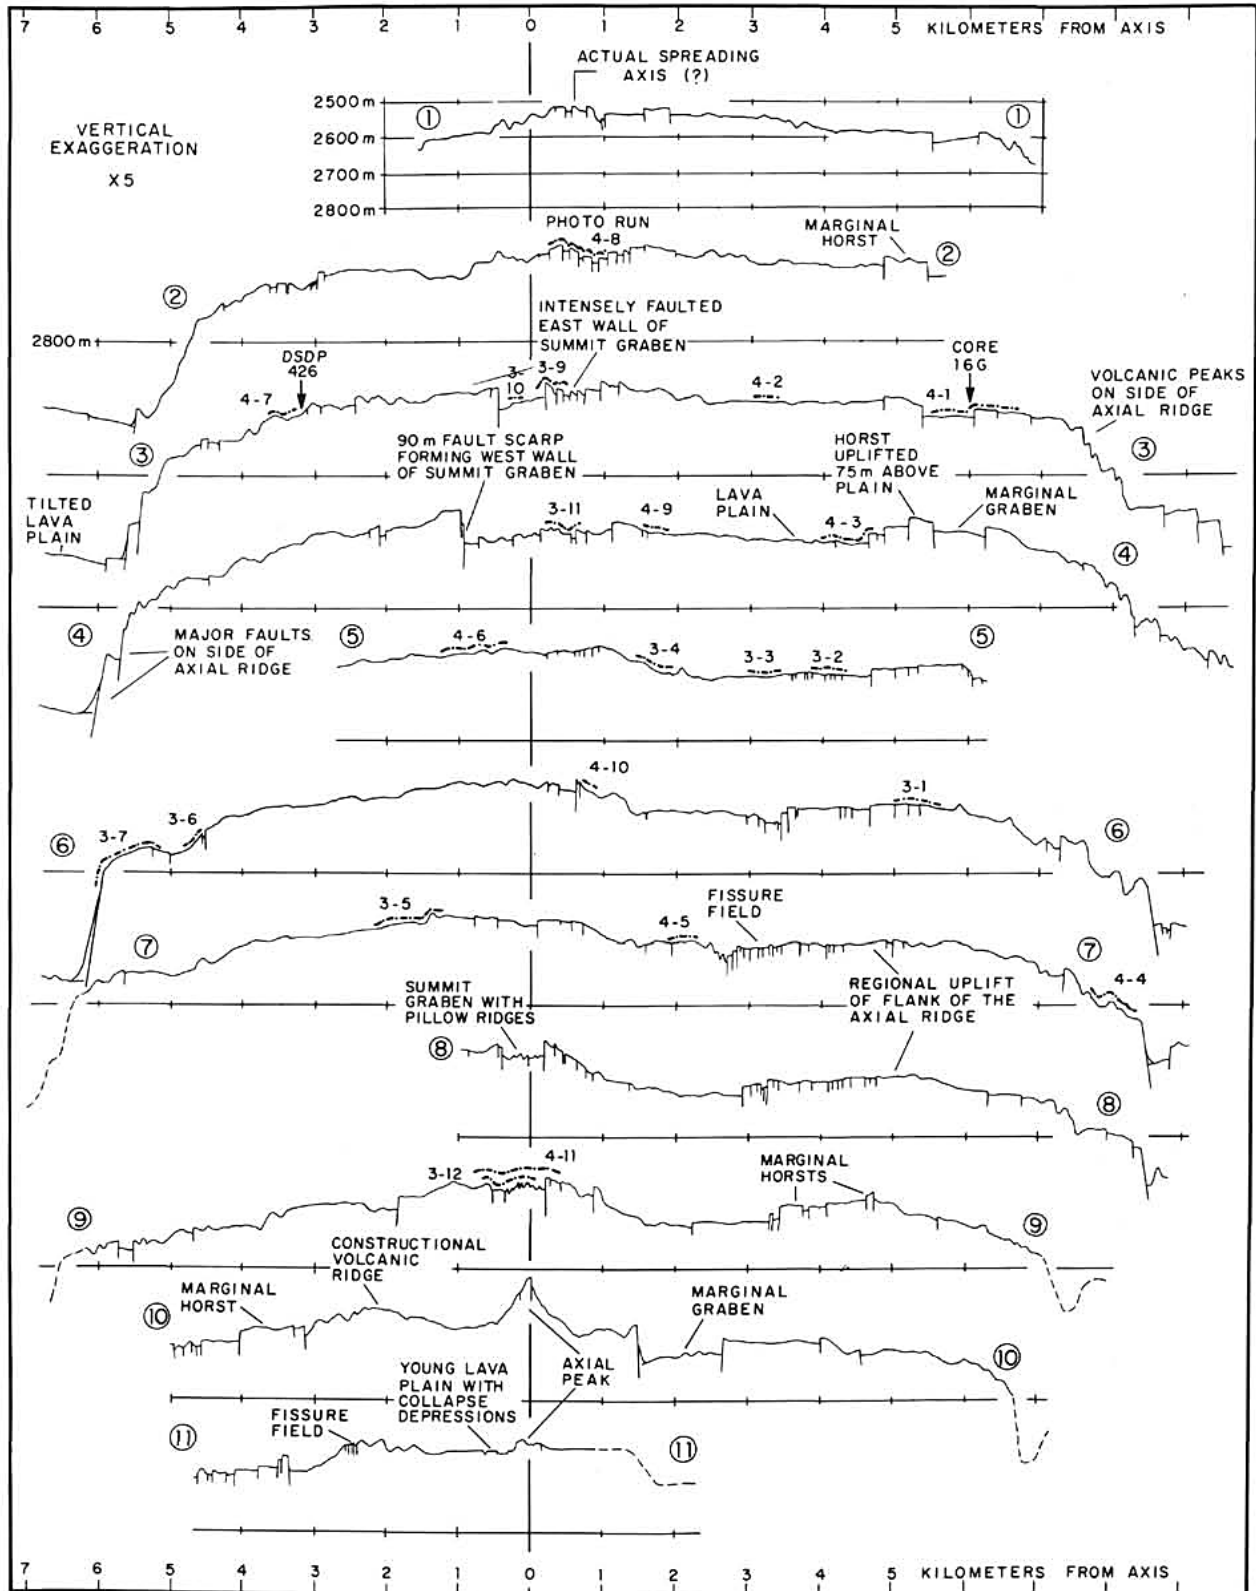 7 6 5 4 3 2 1 0 1 2 3 4 5 KILOMETERS FROM AXIS
ACTUAL SPREADING
AXIS (?)
VERTICAL
EXAGGERATION
X5
2500 m
2600 m
2700 m
2800 m
1
1
PHOTO RUN
4-8
MARGINAL
HORST
2
2
2800 m
INTENSELY FAULTED
EAST WALL OF
SUMMIT GRABEN
DSDP
426
4-7
3-
10
3-9
4-2
CORE
16G
4-1
VOLCANIC PEAKS
ON SIDE OF
AXIAL RIDGE
3
3
90 m FAULT SCARP
FORMING WEST WALL
OF SUMMIT GRABEN
HORST
UPLIFTED
75 m ABOVE
PLAIN
TILTED
LAVA
PLAIN
3-11
4-9
LAVA
PLAIN
4-3
MARGINAL
GRABEN
4
4
MAJOR FAULTS
ON SIDE OF
AXIAL RIDGE
5
4-6
3-4
3-3
3-2
5
4-10
3-1
3-7
3-6
6
6
3-5
4-5
FISSURE
FIELD
7
7
4-4
SUMMIT
GRABEN WITH
PILLOW RIDGES
REGIONAL UPLIFT
OF FLANK OF THE
AXIAL RIDGE
8
8
3-12
4-11
MARGINAL
HORSTS
9
9
CONSTRUCTIONAL
VOLCANIC
RIDGE
MARGINAL
HORST
MARGINAL
GRABEN
10
10
YOUNG LAVA
PLAIN WITH
COLLAPSE
DEPRESSIONS
AXIAL
PEAK
FISSURE
FIELD
11
11
7 6 5 4 3 2 1 0 1 2 3 4 5 KILOMETERS FROM AXIS